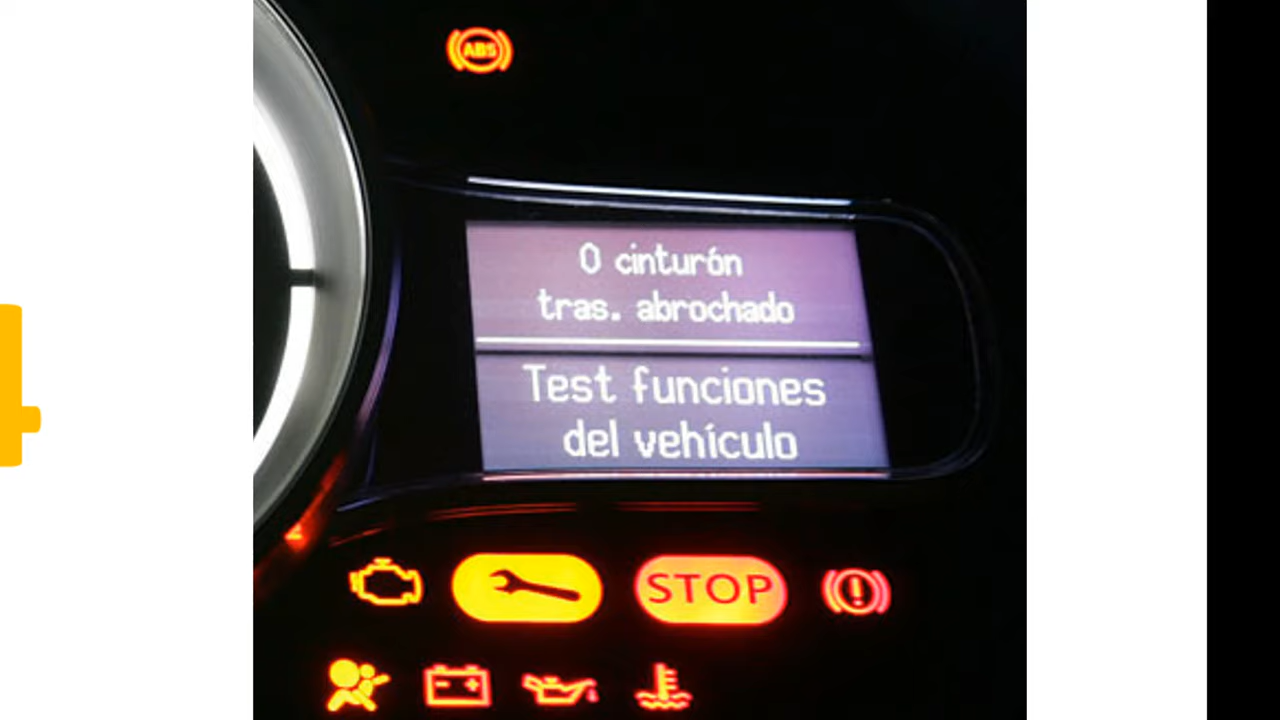 ABS
0 cinturón
tras. abrochado
Test funciones
del vehículo
STOP